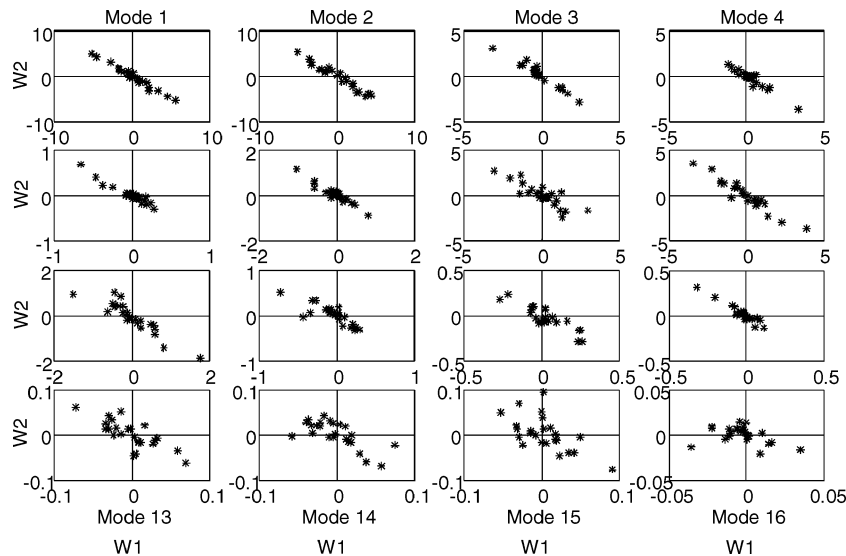 Mode 1 Mode 2 Mode 3 Mode 4
10 10 5 5
W2 0 0 0 0
-10 -10 -5 -5
-10 0 10 -10 0 10 -5 0 5 -5 0 5
1 2 5 5
W2 0 0 0 0
-1 -2 -5 -5
-1 0 1 -2 0 2 -5 0 5 -5 0 5
2 1 0.5 0.5
W2 0 0 0 0
-2 -1 -0.5 -0.5
-2 0 2 -1 0 1 -0.5 0 0.5 -0.5 0 0.5
0.1 0.1 0.1 0.05
W2 0 0 0 0
-0.1 -0.1 -0.1 -0.05
-0.1 0 0.1 -0.1 0 0.1 -0.1 0 0.1 -0.05 0 0.05
Mode 13 Mode 14 Mode 15 Mode 16
W1 W1 W1 W1